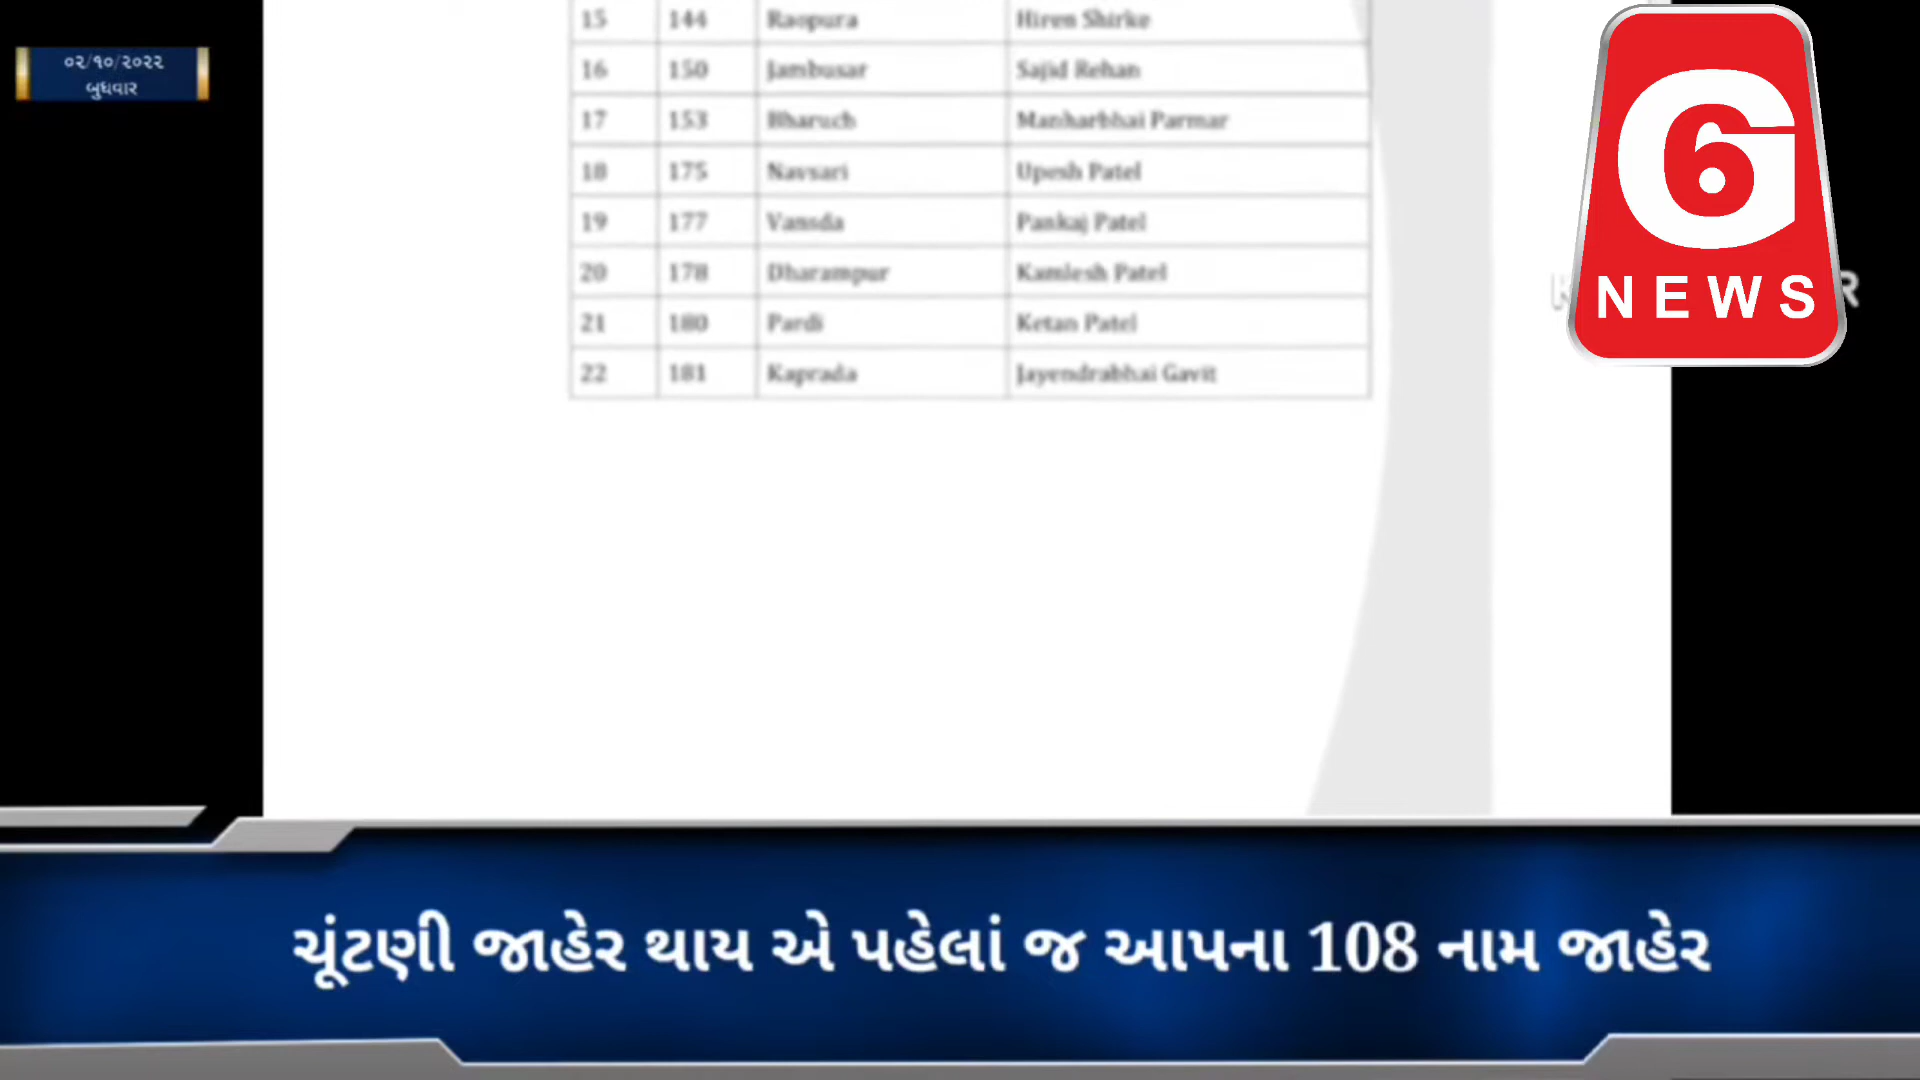 15 144 Raopura Hiren Shirke
૦૨/૧૦/૨૦૨૨
બુધવાર
16 150 Jambusar Sajid Rehan
17 153 Bharuch Manharbhai Parmar
18 175 Navsari Upesh Patel
19 177 Vansda Pankaj Patel
20 178 Dharampur Kamlesh Patel
21 180 Pardi Ketan Patel
22 181 Kaprada Jayendrabhai Gavit
G
6
NEWS
ચૂંટણી જાહેર થાય એ પહેલાં જ આપના 108 નામ જાહેર